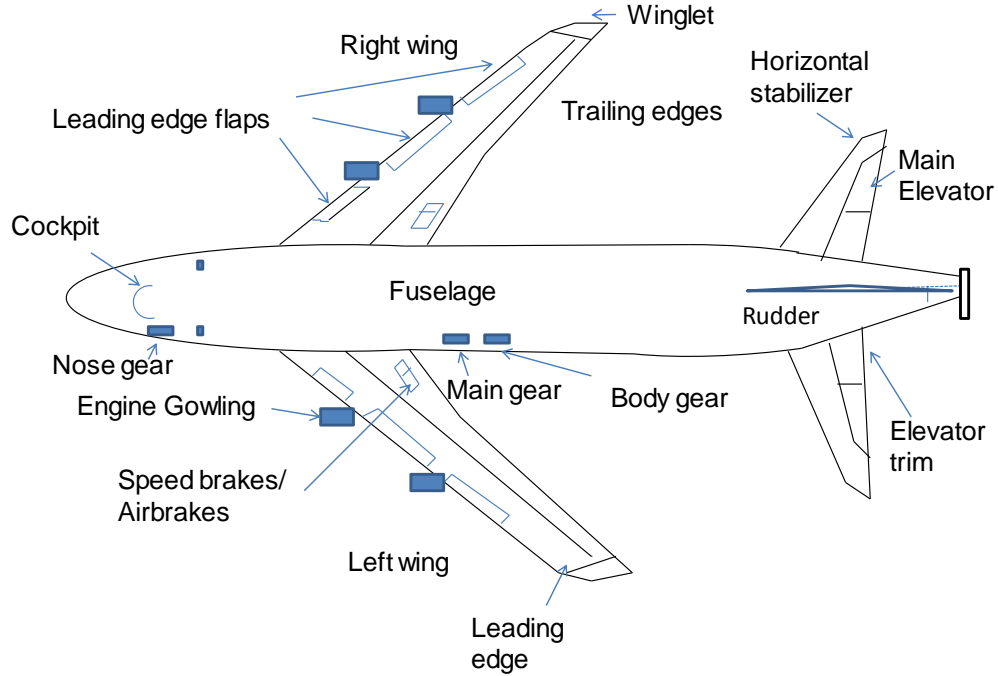 Winglet
Right wing
Horizontal
stabilizer
Leading edge flaps
Trailing edges
Main
Elevator
Cockpit
Fuselage
Rudder
Nose gear
Main gear
Body gear
Engine Gowling
Elevator
trim
Speed brakes/
Airbrakes
Left wing
Leading
edge